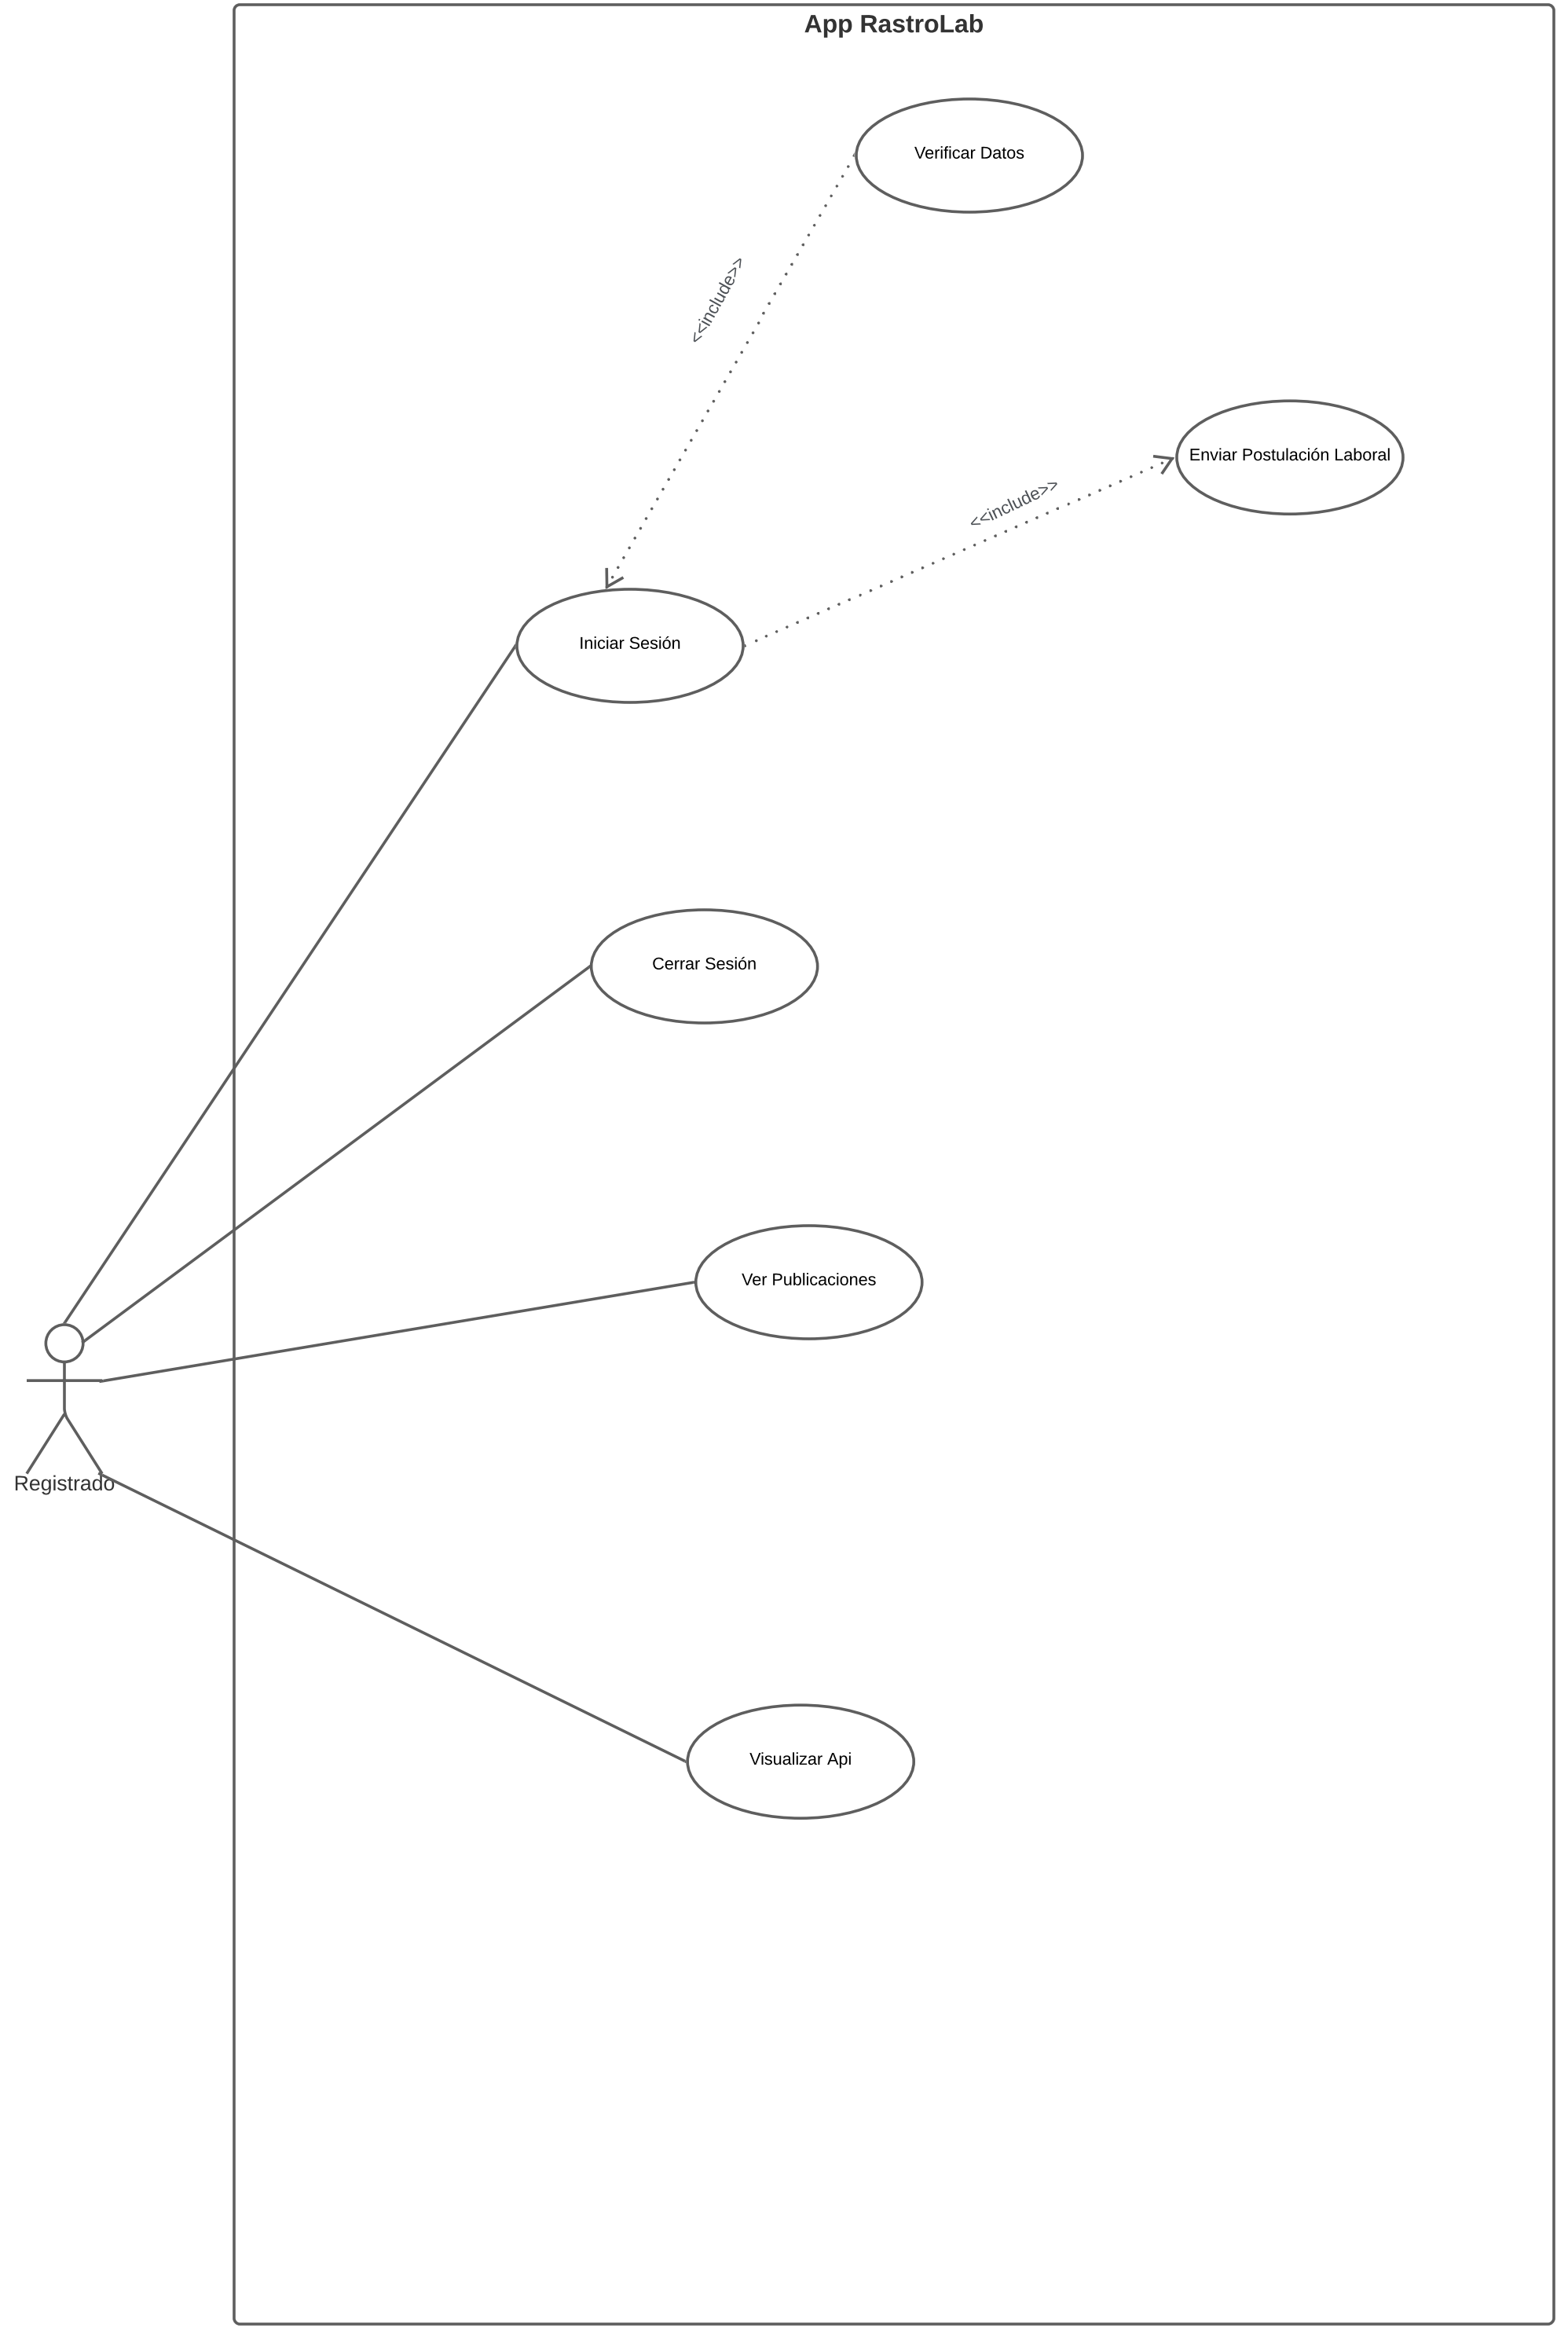 App RastroLab
Verificar Datos
<<include>>
Enviar Postulación Laboral
<<include>>
Iniciar Sesión
Cerrar Sesión
Ver Publicaciones
Registrado
Visualizar Api